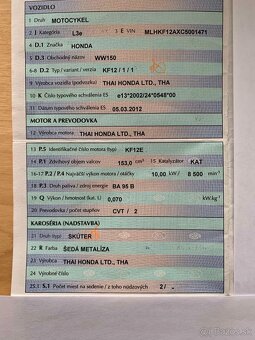 VOZIDLO
1 Druh MOTOCYKEL
2 J Kategória L3e 3 E VIN MLHKF12AXC5001471
4 D.1 Značka HONDA
5 D.3 Obchodný názov WW150
6-8 D.2 Typ / variant / verzia KF12 / 1 / 1
9 Výrobca vozidla (podvozku) THAI HONDA LTD., THA
10 K Číslo typového schválenia ES e13*2002/24*0548*00
11 Dátum typového schválenia ES 05.03.2012
MOTOR A PREVODOVKA
12 Výrobca motora THAI HONDA LTD., THA
13 P.5 Identifikačné číslo motora (typ) KF12E
14 P.1 Zdvihový objem valcov 153,0 cm³ 15 Katalyzátor KAT
16-17 P.2 / P.4 Najväčší výkon motora / otáčky 10,00 kW / 8 500 min⁻¹
18 P.3 Druh paliva / zdroj energie BA 95 B
19 Q Výkon / hmotnosť (kat. L) 0,070 kW.kg⁻¹
20 Prevodovka / počet stupňov CVT / 2
KAROSÉRIA (NADSTAVBA)
21 Druh (typ) SKÚTER
22 R Farba ŠEDÁ METALÍZA
23 Výrobca THAI HONDA LTD., THA
24 Výrobné číslo
25.1 S.1 Počet miest na sedenie / z toho núdzových 2 / -
bazos.sk